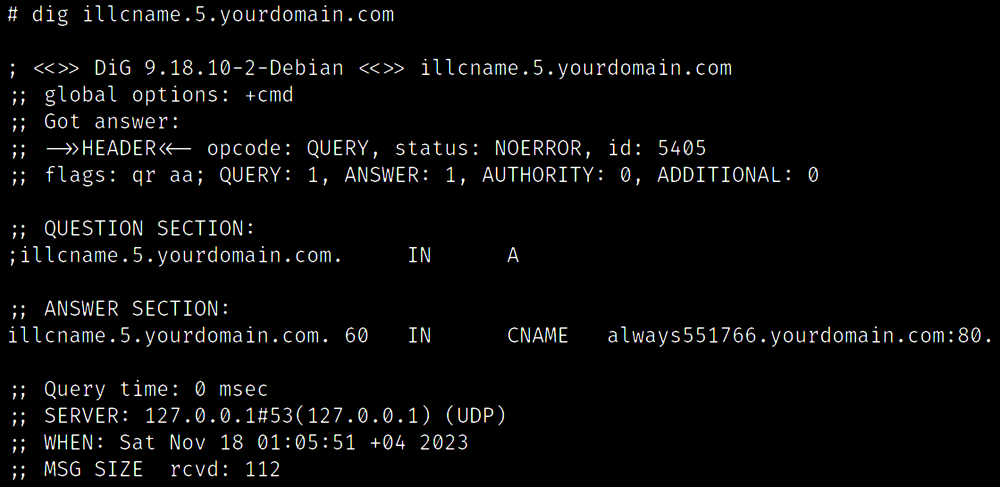 # dig illcname.5.yourdomain.com
; <<>> DiG 9.18.10-2-Debian <<>> illcname.5.yourdomain.com
;; global options: +cmd
;; Got answer:
;; ->>HEADER<<- opcode: QUERY, status: NOERROR, id: 5405
;; flags: qr aa; QUERY: 1, ANSWER: 1, AUTHORITY: 0, ADDITIONAL: 0
;; QUESTION SECTION:
;illcname.5.yourdomain.com. IN A
;; ANSWER SECTION:
illcname.5.yourdomain.com. 60 IN CNAME always551766.yourdomain.com:80.
;; Query time: 0 msec
;; SERVER: 127.0.0.1#53(127.0.0.1) (UDP)
;; WHEN: Sat Nov 18 01:05:51 +04 2023
;; MSG SIZE rcvd: 112